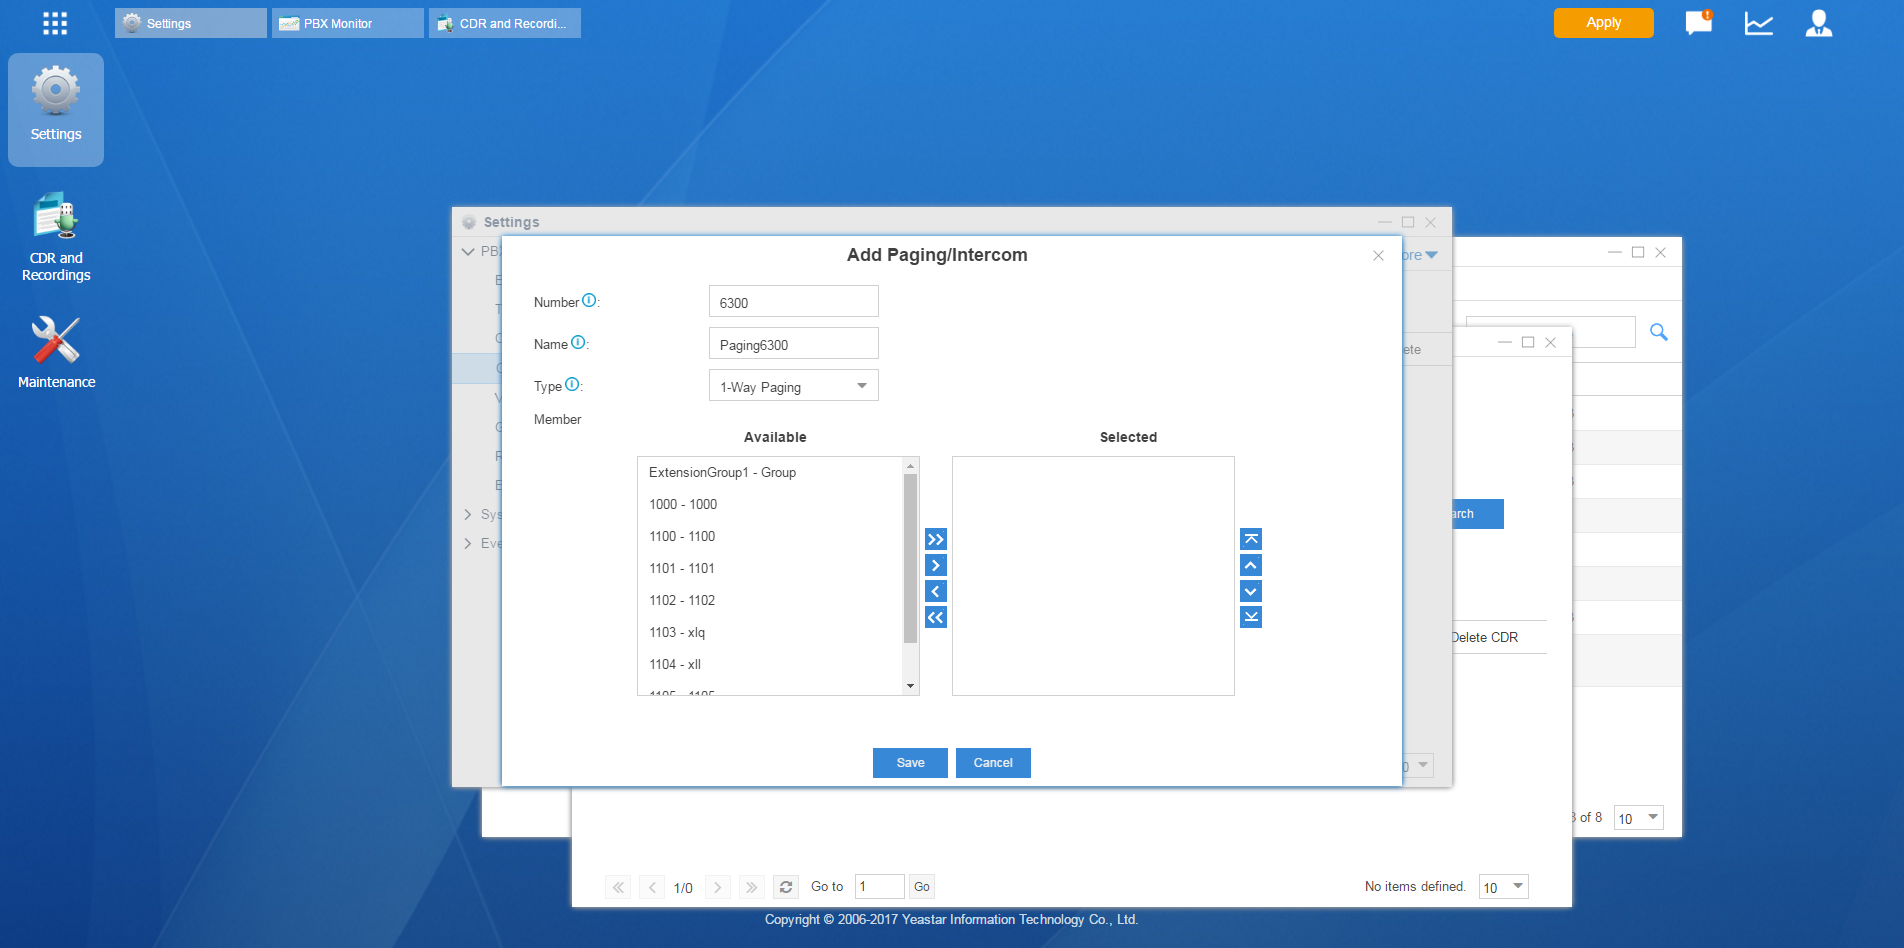 Settings
PBX Monitor
CDR and Recordi...
Apply
Settings
CDR and
Recordings
Maintenance
Settings
PB
Sys
Eve
ore
ete
Add Paging/Intercom
Number :
6300
Name :
Paging6300
Type :
1-Way Paging
Member
Available
Selected
ExtensionGroup1 - Group
1000 - 1000
1100 - 1100
1101 - 1101
1102 - 1102
1103 - xlq
1104 - xll
1105 - 1105
Save
Cancel
arch
Delete CDR
of 8
10
1/0
Go to
1
Go
No items defined.
10
Copyright © 2006-2017 Yeastar Information Technology Co., Ltd.